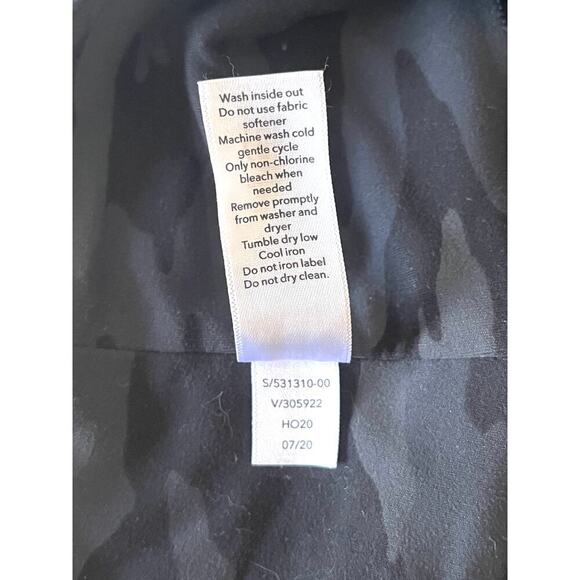 Wash inside out
Do not use fabric
softener
Machine wash cold
gentle cycle
Only non-chlorine
bleach when
needed
Remove promptly
from washer and
dryer
Tumble dry low
Cool iron
Do not iron label
Do not dry clean.
S/531310-00
V/305922
HO20
07/20